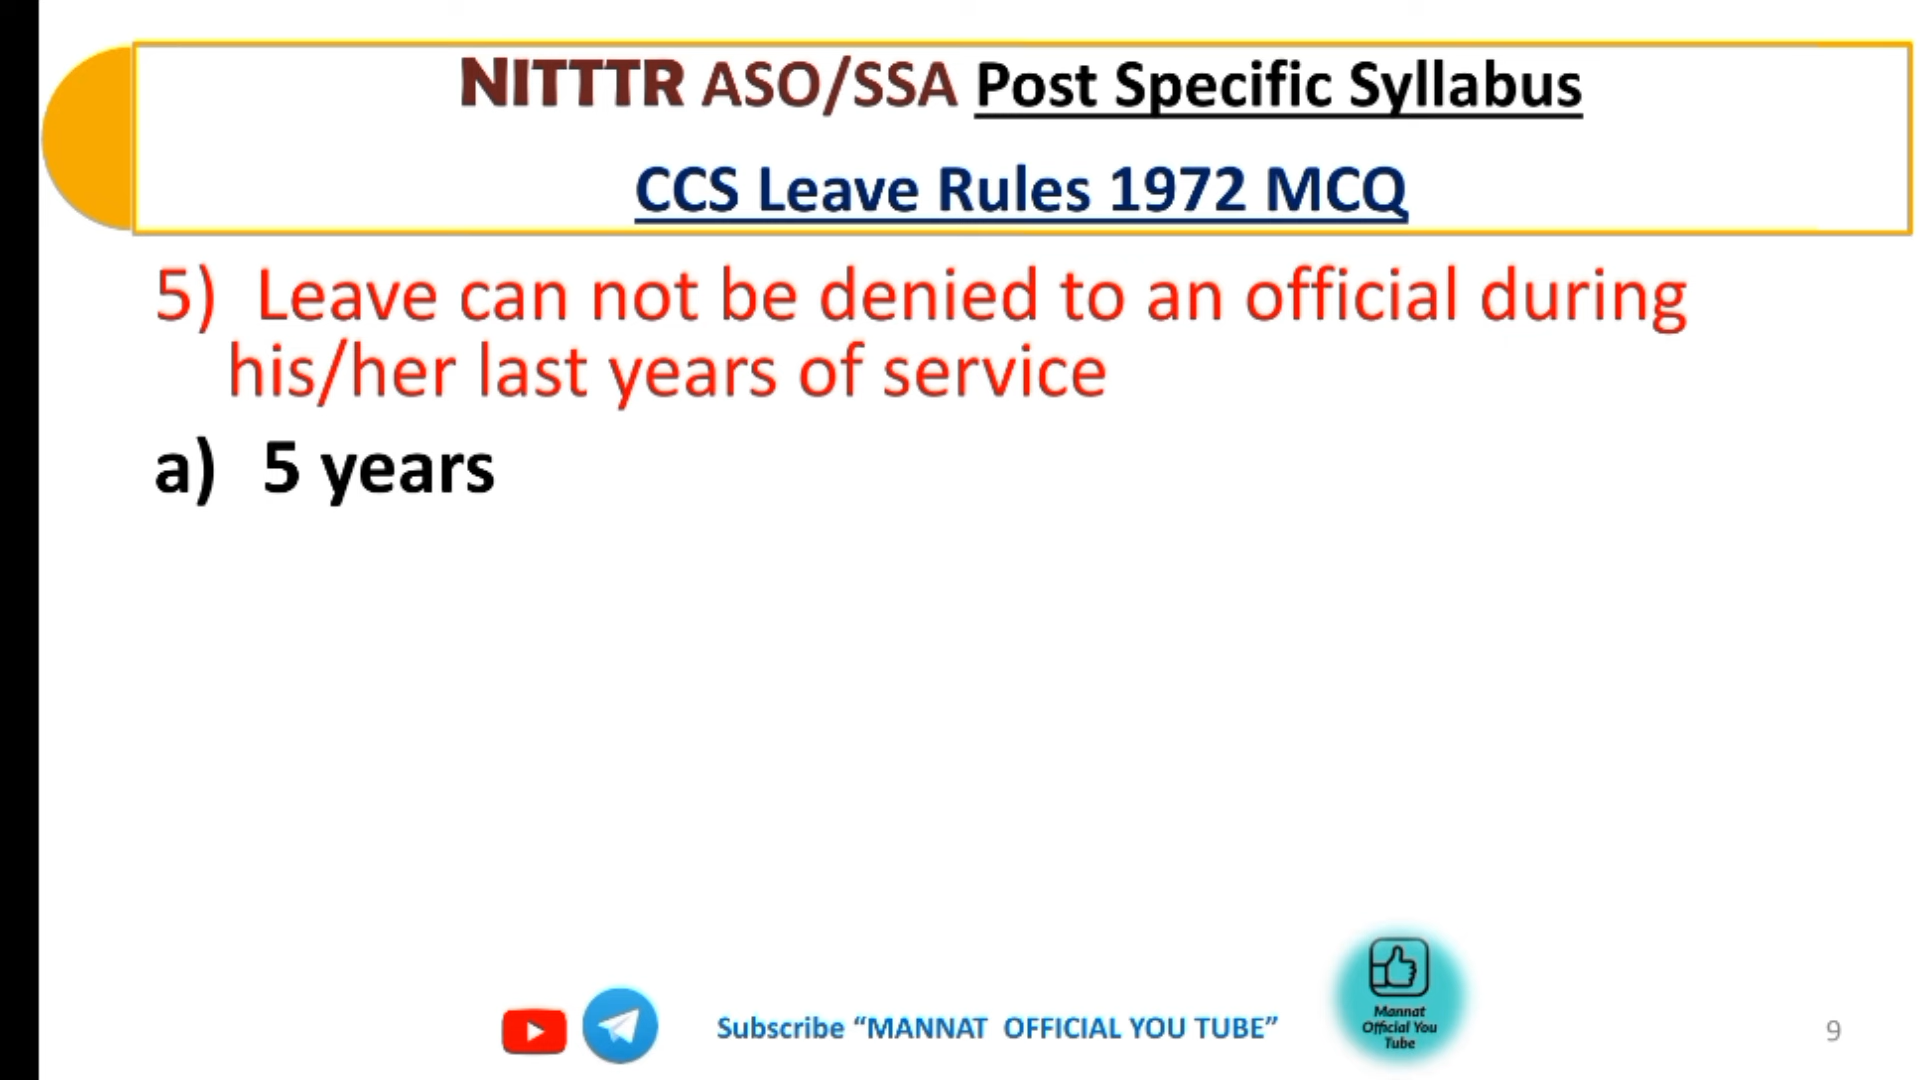 NITTTR ASO/SSA Post Specific Syllabus
CCS Leave Rules 1972 MCQ
5) Leave can not be denied to an official during
his/her last years of service
a) 5 years
Subscribe “MANNAT OFFICIAL YOU TUBE”
Mannat
Official You
Tube
9